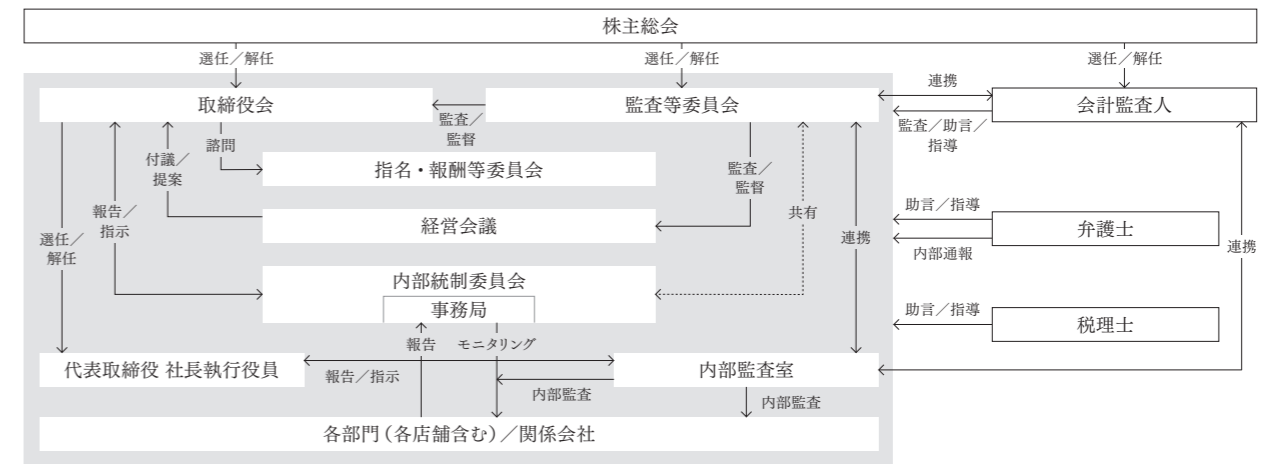 株主総会
選任／解任
選任／解任
選任／解任
取締役会
監査等委員会
会計監査人
連携
監査／
監督
監査／助言／
指導
諮問
付議／
提案
指名・報酬等委員会
監査／
監督
経営会議
共有
連携
報告／
指示
選任／
解任
助言／指導
弁護士
内部通報
連携
内部統制委員会
事務局
助言／指導
税理士
報告
モニタリング
代表取締役 社長執行役員
報告／指示
内部監査室
内部監査
内部監査
各部門（各店舗含む）／関係会社